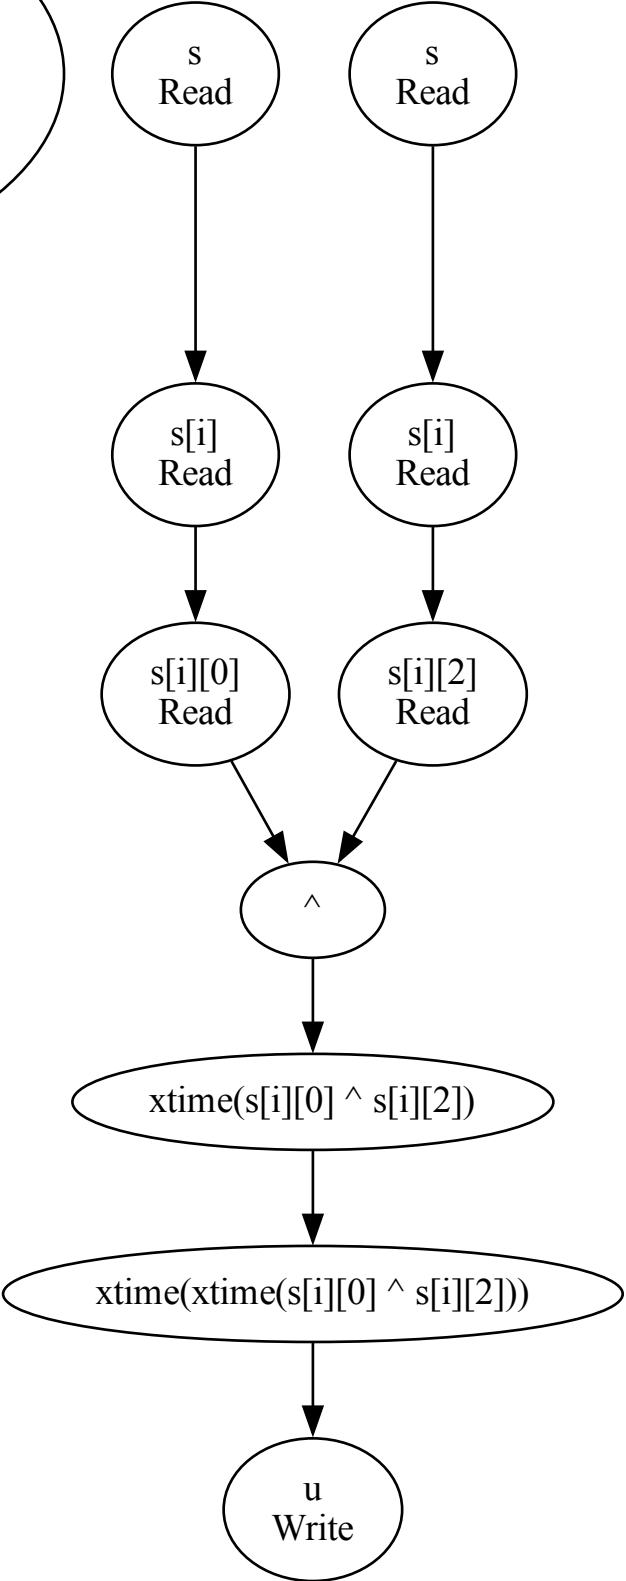 s
Read
s
Read
s[i]
Read
s[i]
Read
s[i][0]
Read
s[i][2]
Read
^
xtime(s[i][0] ^ s[i][2])
xtime(xtime(s[i][0] ^ s[i][2]))
u
Write